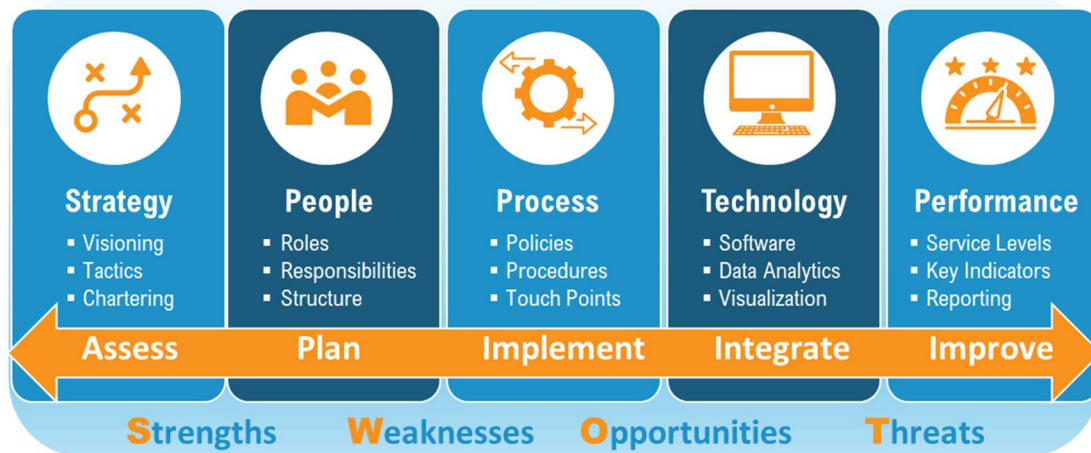 Strategy
▪ Visioning
▪ Tactics
▪ Chartering
People
▪ Roles
▪ Responsibilities
▪ Structure
Process
▪ Policies
▪ Procedures
▪ Touch Points
Technology
▪ Software
▪ Data Analytics
▪ Visualization
Performance
▪ Service Levels
▪ Key Indicators
▪ Reporting
Assess Plan Implement Integrate Improve
Strengths Weaknesses Opportunities Threats